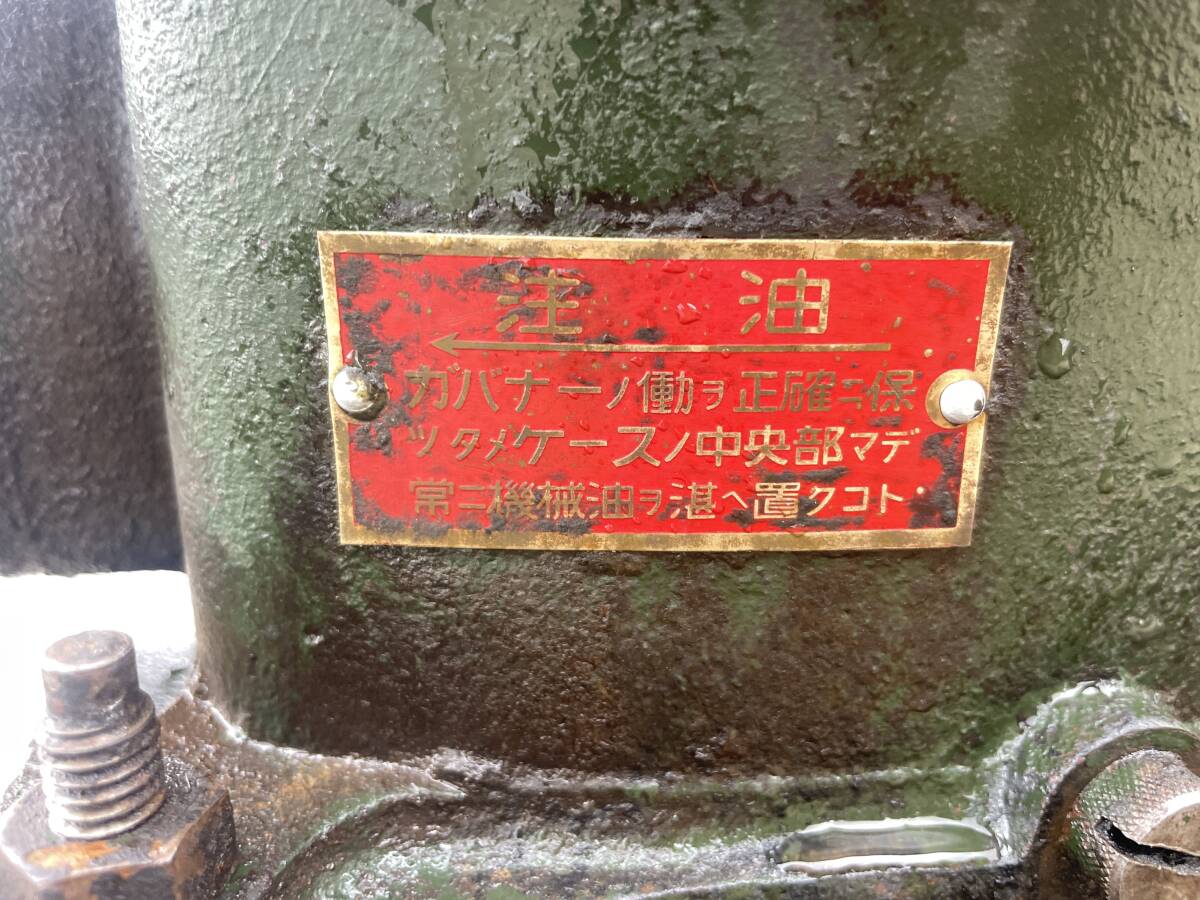 注油
ガバナーノ働ヲ正確ニ保
ツタメケースノ中央部マデ
常ニ機械油ヲ湛ヘ置クコト